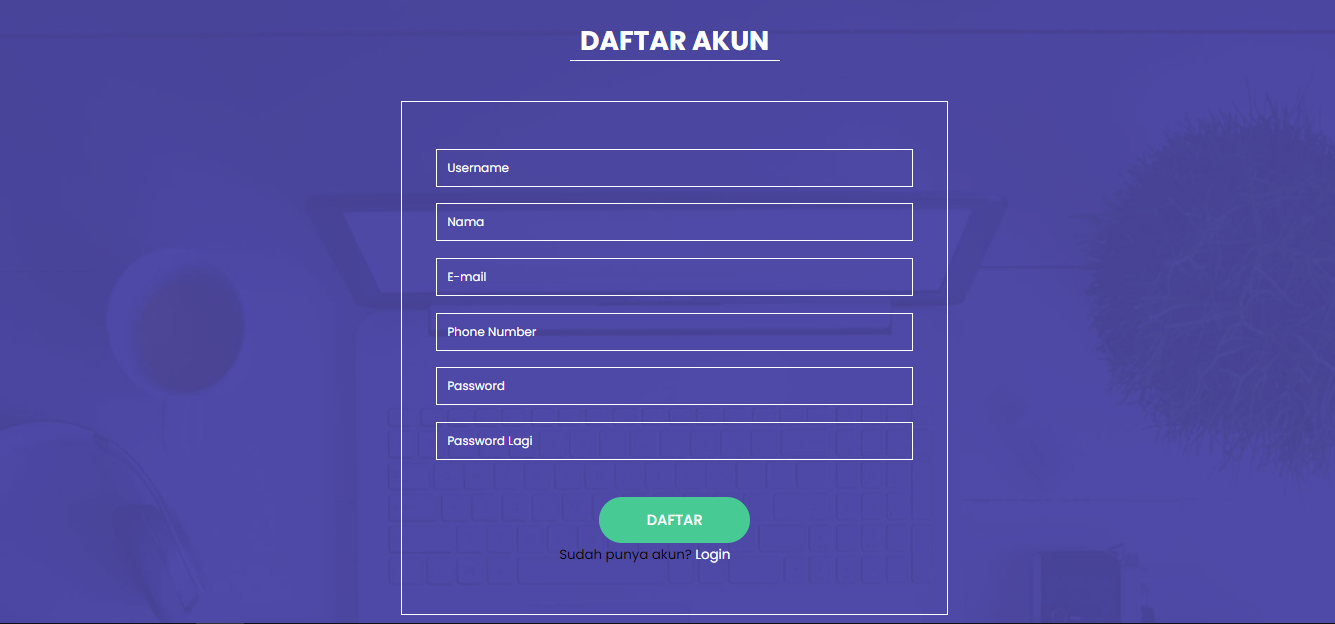 DAFTAR AKUN
Username
Nama
E-mail
Phone Number
Password
Password Lagi
DAFTAR
Sudah punya akun? Login